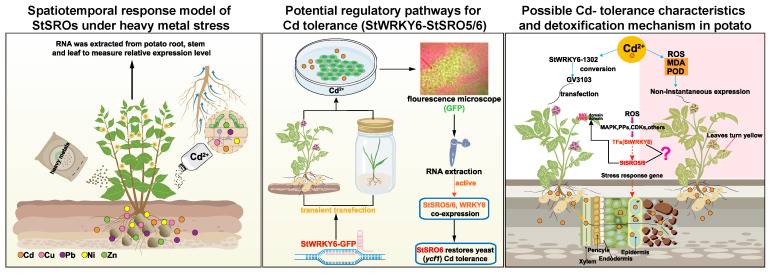 Spatiotemporal response model of
StSROs under heavy metal stress
RNA was extracted from potato root, stem
and leaf to measure relative expression level
heavy metals
Cd²⁺
Cd Cu Pb Ni Zn
Potential regulatory pathways for
Cd tolerance (StWRKY6-StSRO5/6)
Cd²⁺
flourescence microscope
(GFP)
RNA extraction
active
transient transfection
StSRO5/6, WRKY6
co-expression
StWRKY6-GFP
StSRO6 restores yeast
(ycf1) Cd tolerance
Possible Cd- tolerance characteristics
and detoxification mechanism in potato
Cd²⁺
StWRKY6-1302
conversion
GV3103
transfection
ROS
MDA
POD
Non-Instantaneous expression
domain
domain
ROS
MAPK,PPs,CDKs,others
TFs(StWRKY6)
StSRO5/6
?
Leaves turn yellow
Stress response gene
Pericycle
Epidermis
Endodermis
Xylem